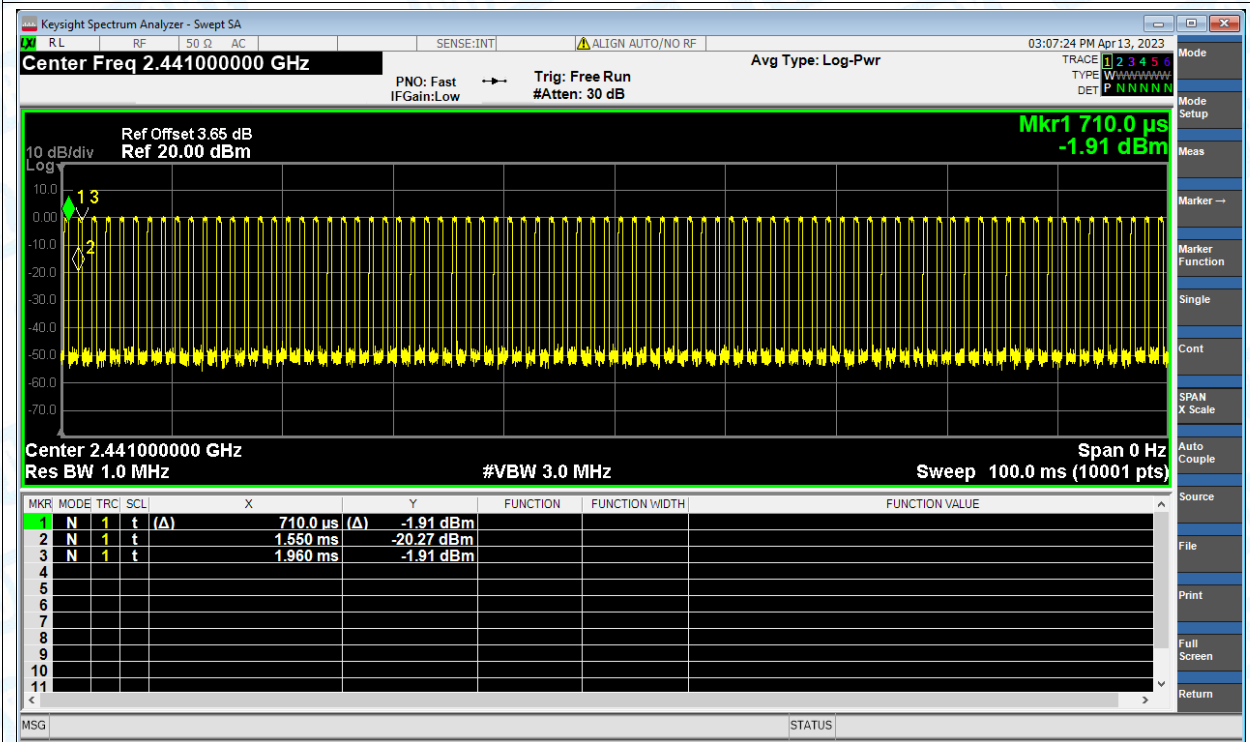 Keysight Spectrum Analyzer - Swept SA
LXI RL RF 50 Ω AC SENSE:INT ALIGN AUTO/NO RF 03:07:24 PM Apr 13, 2023
Center Freq 2.441000000 GHz Avg Type: Log-Pwr TRACE 1 2 3 4 5 6
PNO: Fast Trig: Free Run TYPE WWWWWW
IFGain:Low #Atten: 30 dB DET P N N N N N
Mkr1 710.0 µs
Ref Offset 3.65 dB
10 dB/div Ref 20.00 dBm -1.91 dBm
Log
10.0
1 3
0.00
-10.0
2
-20.0
-30.0
-40.0
-50.0
-60.0
-70.0
Center 2.441000000 GHz Span 0 Hz
Res BW 1.0 MHz #VBW 3.0 MHz Sweep 100.0 ms (10001 pts)
MKR MODE TRC SCL X Y FUNCTION FUNCTION WIDTH FUNCTION VALUE
1 N 1 t (Δ) 710.0 µs (Δ) -1.91 dBm
2 N 1 t 1.550 ms -20.27 dBm
3 N 1 t 1.960 ms -1.91 dBm
4
5
6
7
8
9
10
11
MSG STATUS
Mode
Mode
Setup
Meas
Marker →
Marker
Function
Single
Cont
SPAN
X Scale
Auto
Couple
Source
File
Print
Full
Screen
Return